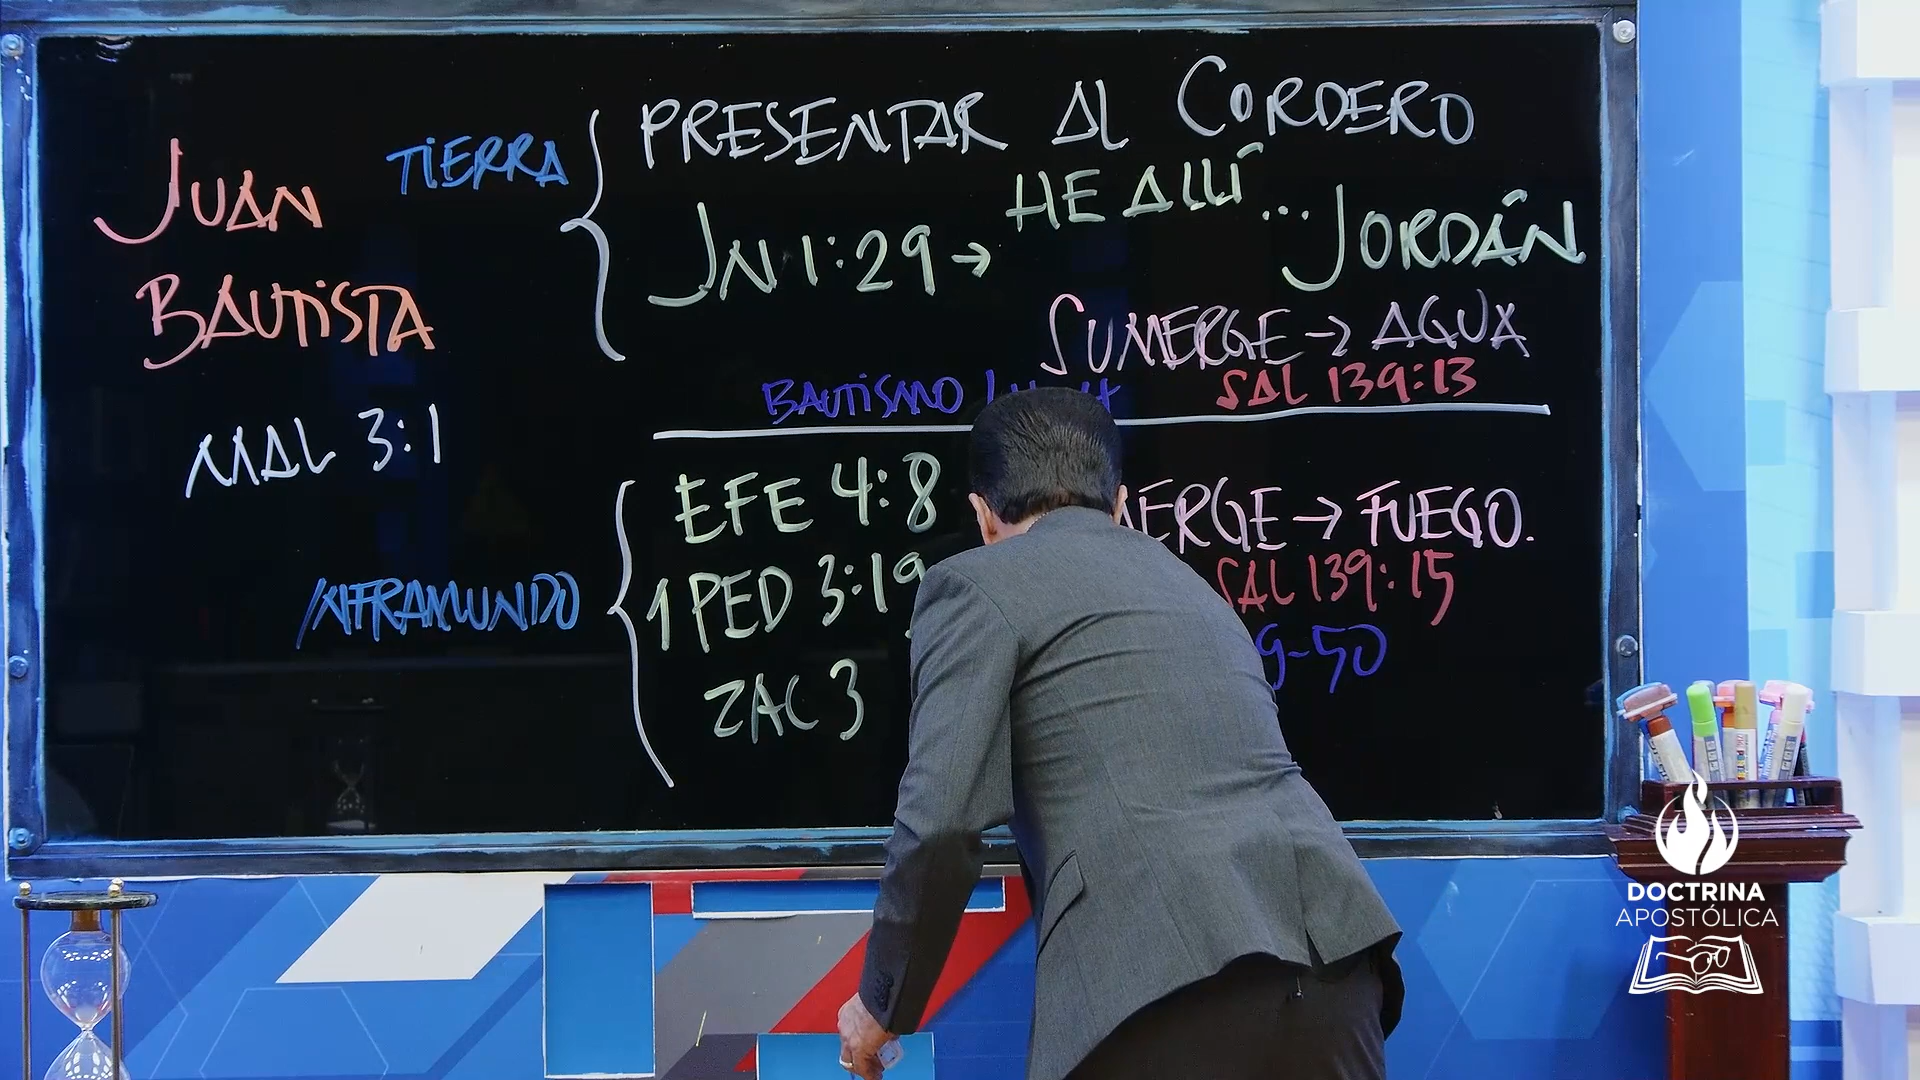 JUAN
BAUTISTA
MAL 3:1
TIERRA
PRESENTAR AL CORDERO
JN 1:29 → HE ALLÍ... JORDÁN
SUMERGE → AGUA
BAUTISMO
SAL 139:13
INFRAMUNDO
EFE 4:8
1 PED 3:19
ZAC 3
ERGE → FUEGO.
SAL 139:15
9-50
DOCTRINA
APOSTÓLICA